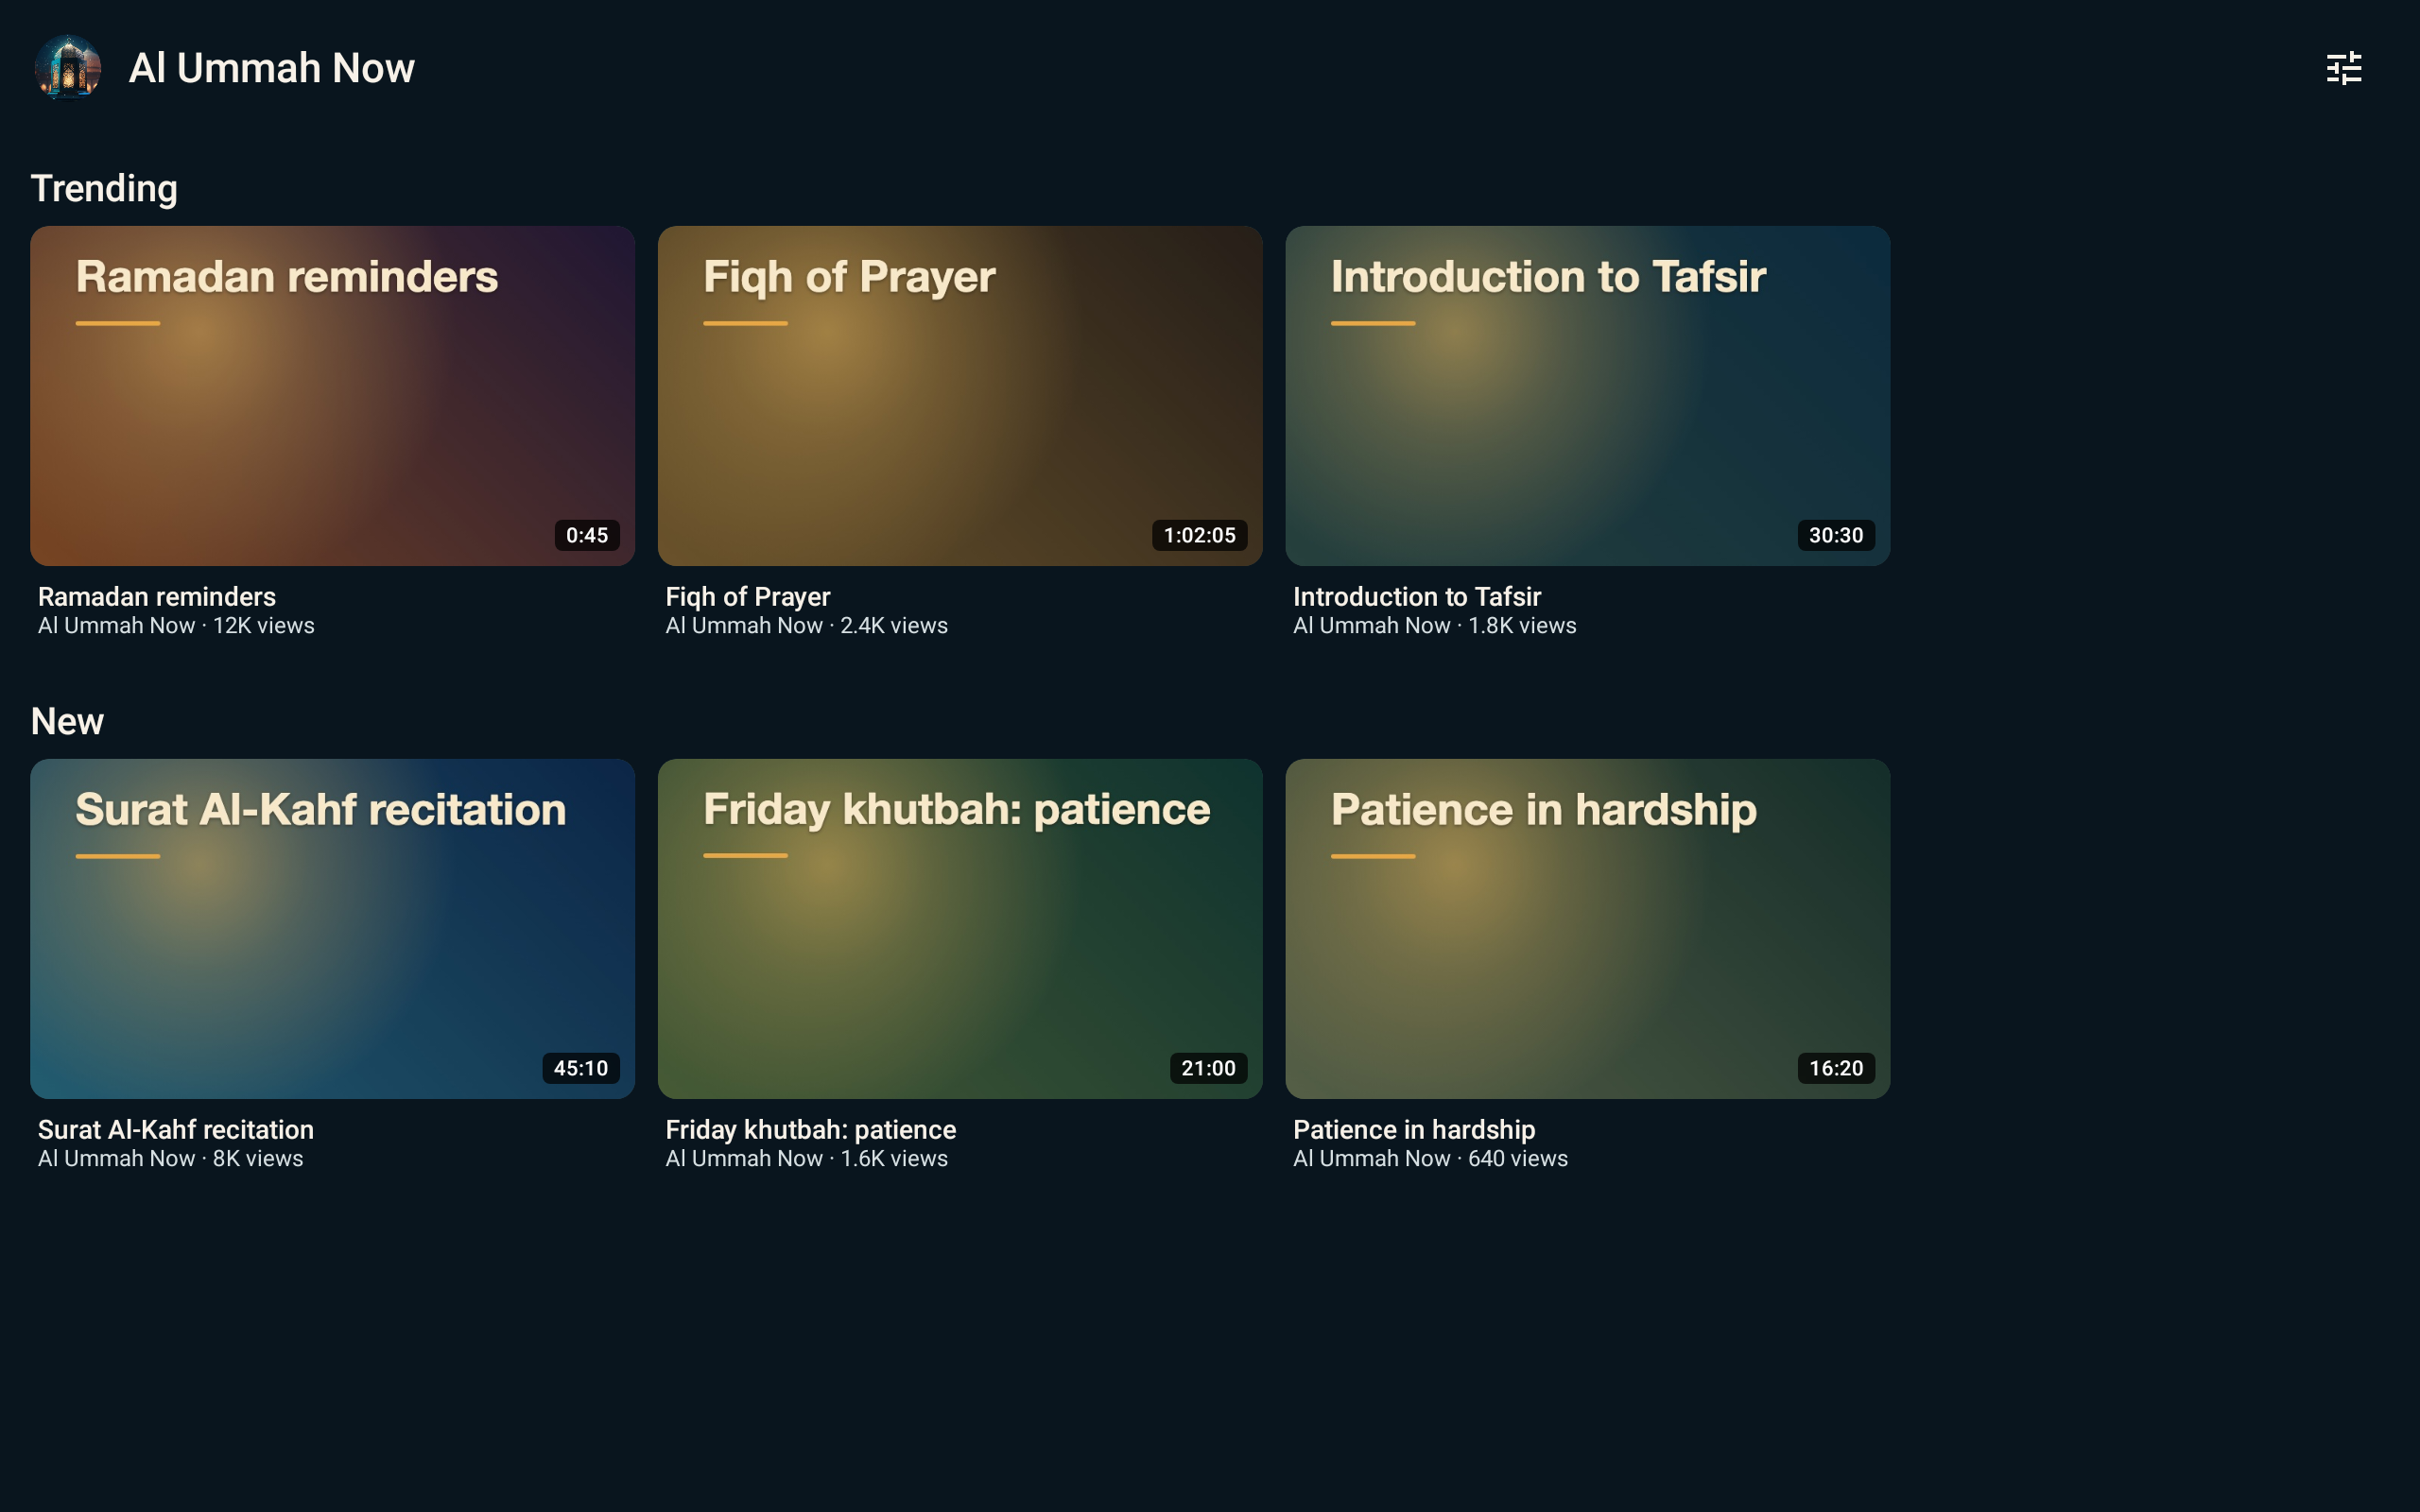 Al Ummah Now
Trending
Ramadan reminders
0:45
Ramadan reminders
Al Ummah Now · 12K views
Fiqh of Prayer
1:02:05
Fiqh of Prayer
Al Ummah Now · 2.4K views
Introduction to Tafsir
30:30
Introduction to Tafsir
Al Ummah Now · 1.8K views
New
Surat Al-Kahf recitation
45:10
Surat Al-Kahf recitation
Al Ummah Now · 8K views
Friday khutbah: patience
21:00
Friday khutbah: patience
Al Ummah Now · 1.6K views
Patience in hardship
16:20
Patience in hardship
Al Ummah Now · 640 views